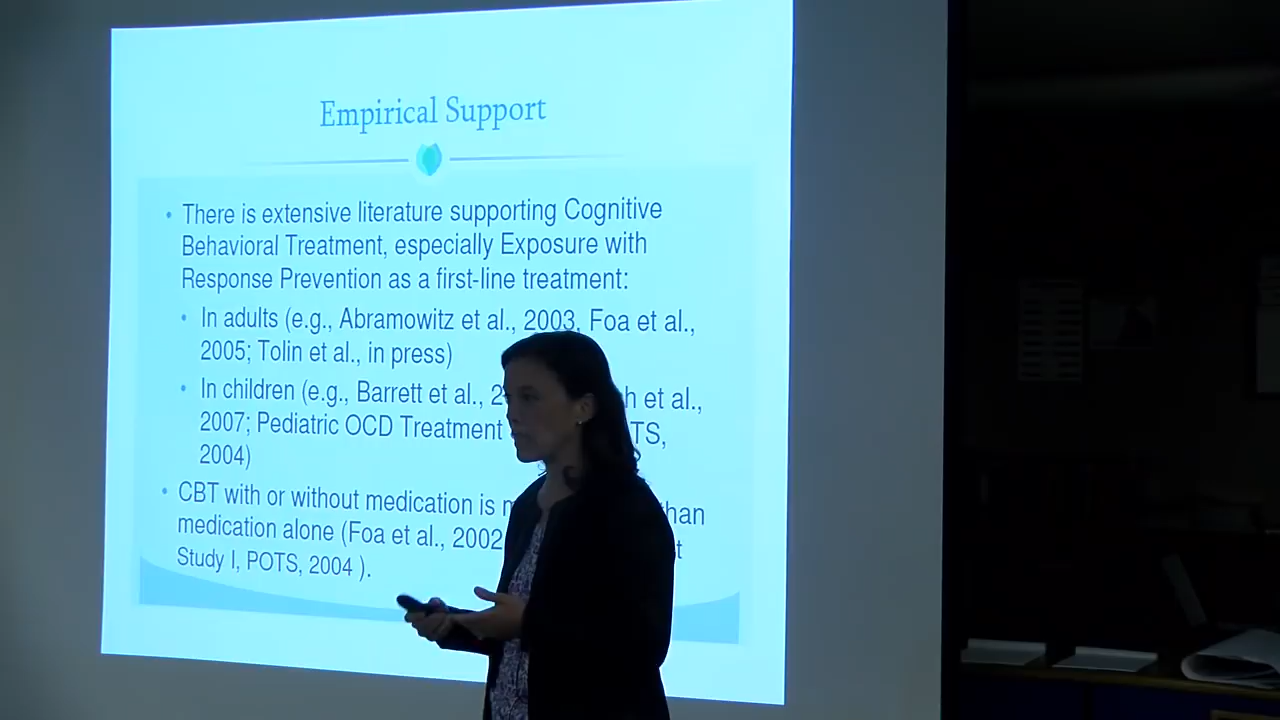 Empirical Support
• There is extensive literature supporting Cognitive
Behavioral Treatment, especially Exposure with
Response Prevention as a first-line treatment:
• In adults (e.g., Abramowitz et al., 2003, Foa et al.,
2005; Tolin et al., in press)
• In children (e.g., Barrett et al., et al.,
2007; Pediatric OCD Treatment
2004)
• CBT with or without medication is
medication alone (Foa et al., 2002
Study I, POTS, 2004 ).